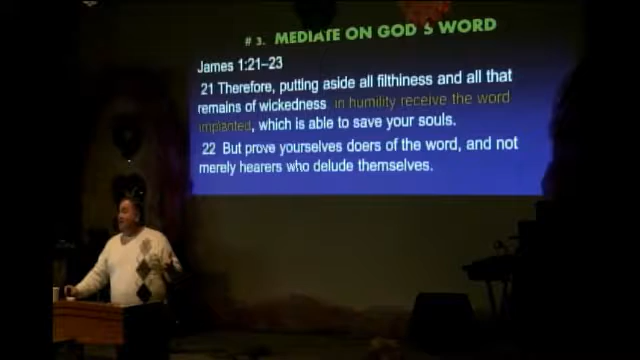 # 3. MEDIATE ON GOD'S WORD
James 1:21–23
21 Therefore, putting aside all filthiness and all that
remains of wickedness in humility receive the word
implanted, which is able to save your souls.
22 But prove yourselves doers of the word, and not
merely hearers who delude themselves.